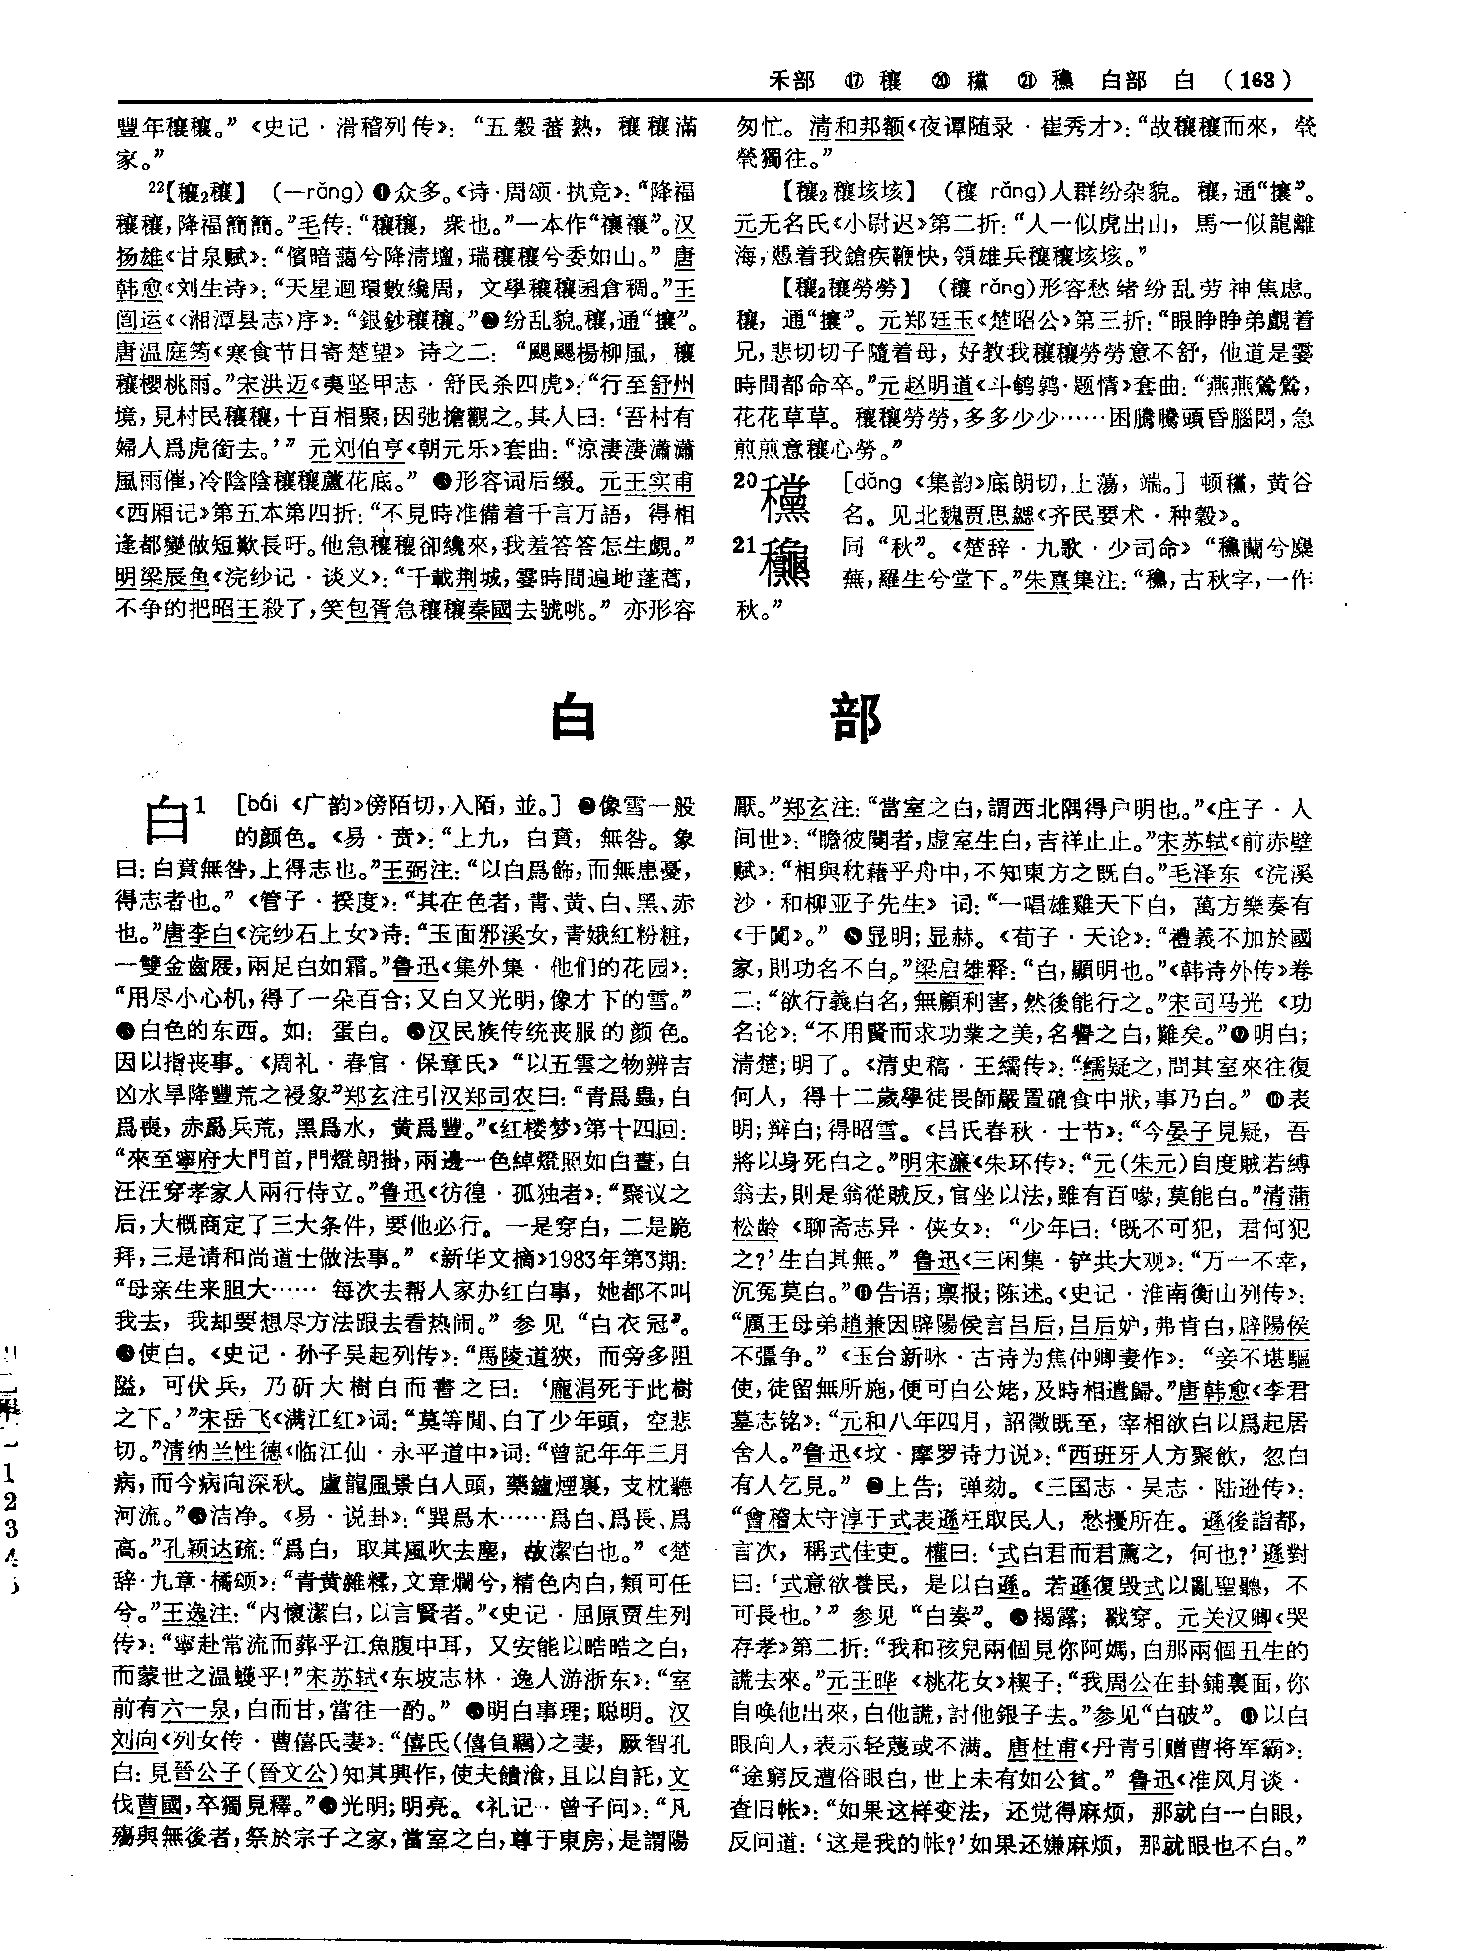 禾部 ⑰ 穰 ⑳ 䆃 ㉑ 龝 白部 白 (163)
豐年穰穰。”《史记·滑稽列传》：“五穀蕃熟，穰穰滿
家。”
22【穰₂穰】 (—rǎng) ❶众多。《诗·周颂·执竞》：“降福
穰穰，降福簡簡。”毛传：“穰穰，衆也。”一本作“禳禳”。汉
扬雄《甘泉赋》：“儐暗藹兮降清壇，瑞穰穰兮委如山。” 唐
韩愈《刘生诗》：“天星迴環數纔周，文學穰穰囷倉稠。”王
闿运《〈湘潭县志〉序》：“銀鈔穰穰。”❷纷乱貌。穰，通“攘”。
唐温庭筠《寒食节日寄楚望》 诗之二：“颸颸楊柳風，穰
穰櫻桃雨。”宋洪迈《夷坚甲志·舒民杀四虎》：“行至舒州
境，見村民穰穰，十百相聚；因弛擔觀之。其人曰：‘吾村有
婦人爲虎銜去。’” 元刘伯亨《朝元乐》套曲：“涼淒淒瀟瀟
風雨催，冷陰陰穰穰蘆花底。” ❸形容词后缀。元王实甫
《西厢记》第五本第四折：“不見時准備着千言万語，得相
逢都變做短歎長吁。他急穰穰卻纔來，我羞答答怎生覷。”
明梁辰鱼《浣纱记·谈义》：“千載荆城，霎時間遍地蓬蒿，
不争的把昭王殺了，笑包胥急穰穰秦國去號咷。” 亦形容
匆忙。清和邦额《夜谭随录·崔秀才》：“故穰穰而來，煢
煢獨往。”
【穰₂穰垓垓】 (穰 rǎng)人群纷杂貌。穰，通“攘”。
元无名氏《小尉迟》第二折：“人一似虎出山，馬一似龍離
海，憑着我鎗疾鞭快，領雄兵穰穰垓垓。”
【穰₂穰勞勞】 (穰 rǎng)形容愁绪纷乱劳神焦虑。
穰，通“攘”。元郑廷玉《楚昭公》第三折：“眼睁睁弟覷着
兄，悲切切子隨着母，好教我穰穰勞勞意不舒，他道是霎
時間都命卒。”元赵明道《斗鹌鹑·题情》套曲：“燕燕鶯鶯，
花花草草。穰穰勞勞，多多少少……困騰騰頭昏腦悶，急
煎煎意穰心勞。”
20 [dǎng 《集韵》底朗切，上蕩，端。] 顿，黄谷
名。见北魏贾思勰《齐民要术·种穀》。
21龝 同“秋”。《楚辞·九歌·少司命》“龝蘭兮麋
蕪，羅生兮堂下。”朱熹集注：“龝，古秋字，一作
秋。”
白 部
白1 [bái 《广韵》傍陌切，入陌，並。] ❶像雪一般
的颜色。《易·贲》：“上九，白賁，無咎。象
曰：白賁無咎，上得志也。”王弼注：“以白爲飾，而無患憂，
得志者也。” 《管子·揆度》：“其在色者，青、黄、白、黑、赤
也。”唐李白《浣纱石上女》诗：“玉面邪溪女，青娥紅粉粧，
一雙金齒屐，兩足白如霜。”鲁迅《集外集·他们的花园》：
“用尽小心机，得了一朵百合；又白又光明，像才下的雪。”
❷白色的东西。如：蛋白。❸汉民族传统丧服的颜色。
因以指丧事。《周礼·春官·保章氏》 “以五雲之物辨吉
凶水旱降豐荒之祲象”郑玄注引汉郑司农曰：“青爲蟲，白
爲喪，赤爲兵荒，黑爲水，黄爲豐。”《红楼梦》第十四回：
“來至寧府大門首，門燈朗掛，兩邊一色綽燈照如白晝，白
汪汪穿孝家人兩行侍立。”鲁迅《彷徨·孤独者》：“聚议之
后，大概商定了三大条件，要他必行。一是穿白，二是跪
拜，三是请和尚道士做法事。” 《新华文摘》1983年第3期：
“母亲生来胆大…… 每次去帮人家办红白事，她都不叫
我去，我却要想尽方法跟去看热闹。” 参见“白衣冠”。
❹使白。《史记·孙子吴起列传》：“馬陵道狹，而旁多阻
隘，可伏兵，乃斫大樹白而書之曰：‘龐涓死于此樹
之下。’”宋岳飞《满江红》词：“莫等閒、白了少年頭，空悲
切。”清纳兰性德《临江仙·永平道中》词：“曾記年年三月
病，而今病向深秋。盧龍風景白人頭，藥鑪煙裏，支枕聽
河流。”❺洁净。《易·说卦》：“巽爲木……爲白、爲長、爲
高。”孔颖达疏：“爲白，取其風吹去塵，故潔白也。” 《楚
辞·九章·橘颂》：“青黄雜糅，文章爛兮，精色内白，類可任
兮。”王逸注：“内懷潔白，以言賢者。”《史记·屈原贾生列
传》：“寧赴常流而葬乎江魚腹中耳，又安能以晧晧之白，
而蒙世之温蠖乎！”宋苏轼《东坡志林·逸人游浙东》：“室
前有六一泉，白而甘，當往一酌。” ❻明白事理；聪明。汉
刘向《列女传·曹僖氏妻》：“僖氏（僖負羈）之妻，厥智孔
白：見晉公子（晉文公）知其興作，使夫饋飡，且以自託，文
伐曹國，卒獨見釋。”❼光明；明亮。《礼记·曾子问》：“凡
殤與無後者，祭於宗子之家，當室之白，尊于東房，是謂陽
厭。”郑玄注：“當室之白，謂西北隅得户明也。”《庄子·人
间世》：“瞻彼闋者，虚室生白，吉祥止止。”宋苏轼《前赤壁
赋》：“相與枕藉乎舟中，不知東方之既白。”毛泽东 《浣溪
沙·和柳亚子先生》 词：“一唱雄雞天下白，萬方樂奏有
《于闐》。” ❽显明；显赫。《荀子·天论》：“禮義不加於國
家，則功名不白。”梁启雄释：“白，顯明也。”《韩诗外传》卷
二：“欲行義白名，無顧利害，然後能行之。”宋司马光 《功
名论》：“不用賢而求功業之美，名譽之白，難矣。”❾明白；
清楚；明了。《清史稿·王繻传》：“繻疑之，問其室來往復
何人，得十二歲學徒畏師嚴置硇食中狀，事乃白。” ❿表
明；辩白；得昭雪。《吕氏春秋·士节》：“今晏子見疑，吾
將以身死白之。”明宋濂《朱环传》：“元（朱元）自度賊若縛
翁去，則是翁從賊反，官坐以法，雖有百喙，莫能白。”清蒲
松龄 《聊斋志异·侠女》：“少年曰：‘既不可犯，君何犯
之？’生白其無。” 鲁迅《三闲集·铲共大观》：“万一不幸，
沉冤莫白。”⓫告语；禀报；陈述。《史记·淮南衡山列传》：
“厲王母弟趙兼因辟陽侯言吕后，吕后妒，弗肯白，辟陽侯
不彊争。” 《玉台新咏·古诗为焦仲卿妻作》：“妾不堪驅
使，徒留無所施，便可白公姥，及時相遣歸。”唐韩愈《李君
墓志铭》：“元和八年四月，詔徵既至，宰相欲白以爲起居
舍人。”鲁迅《坟·摩罗诗力说》：“西班牙人方聚飲，忽白
有人乞見。” ⓬上告；弹劾。《三国志·吴志·陆逊传》：
“會稽太守淳于式表遜枉取民人，愁擾所在。遜後詣都，
言次，稱式佳吏。權曰：‘式白君而君薦之，何也？’遜對
曰：‘式意欲養民，是以白遜。若遜復毁式以亂聖聽，不
可長也。’” 参见“白奏”。⓭揭露；戳穿。元关汉卿《哭
存孝》第二折：“我和孩兒兩個見你阿媽，白那兩個丑生的
謊去來。”元王晔 《桃花女》楔子：“我周公在卦鋪裏面，你
自唤他出來，白他謊，討他銀子去。”参见“白破”。⓮以白
眼向人，表示轻蔑或不满。唐杜甫《丹青引赠曹将军霸》：
“途窮反遭俗眼白，世上未有如公貧。” 鲁迅《准风月谈·
查旧帐》：“如果这样变法，还觉得麻烦，那就白一白眼，
反问道：‘这是我的帐？’如果还嫌麻烦，那就眼也不白。”